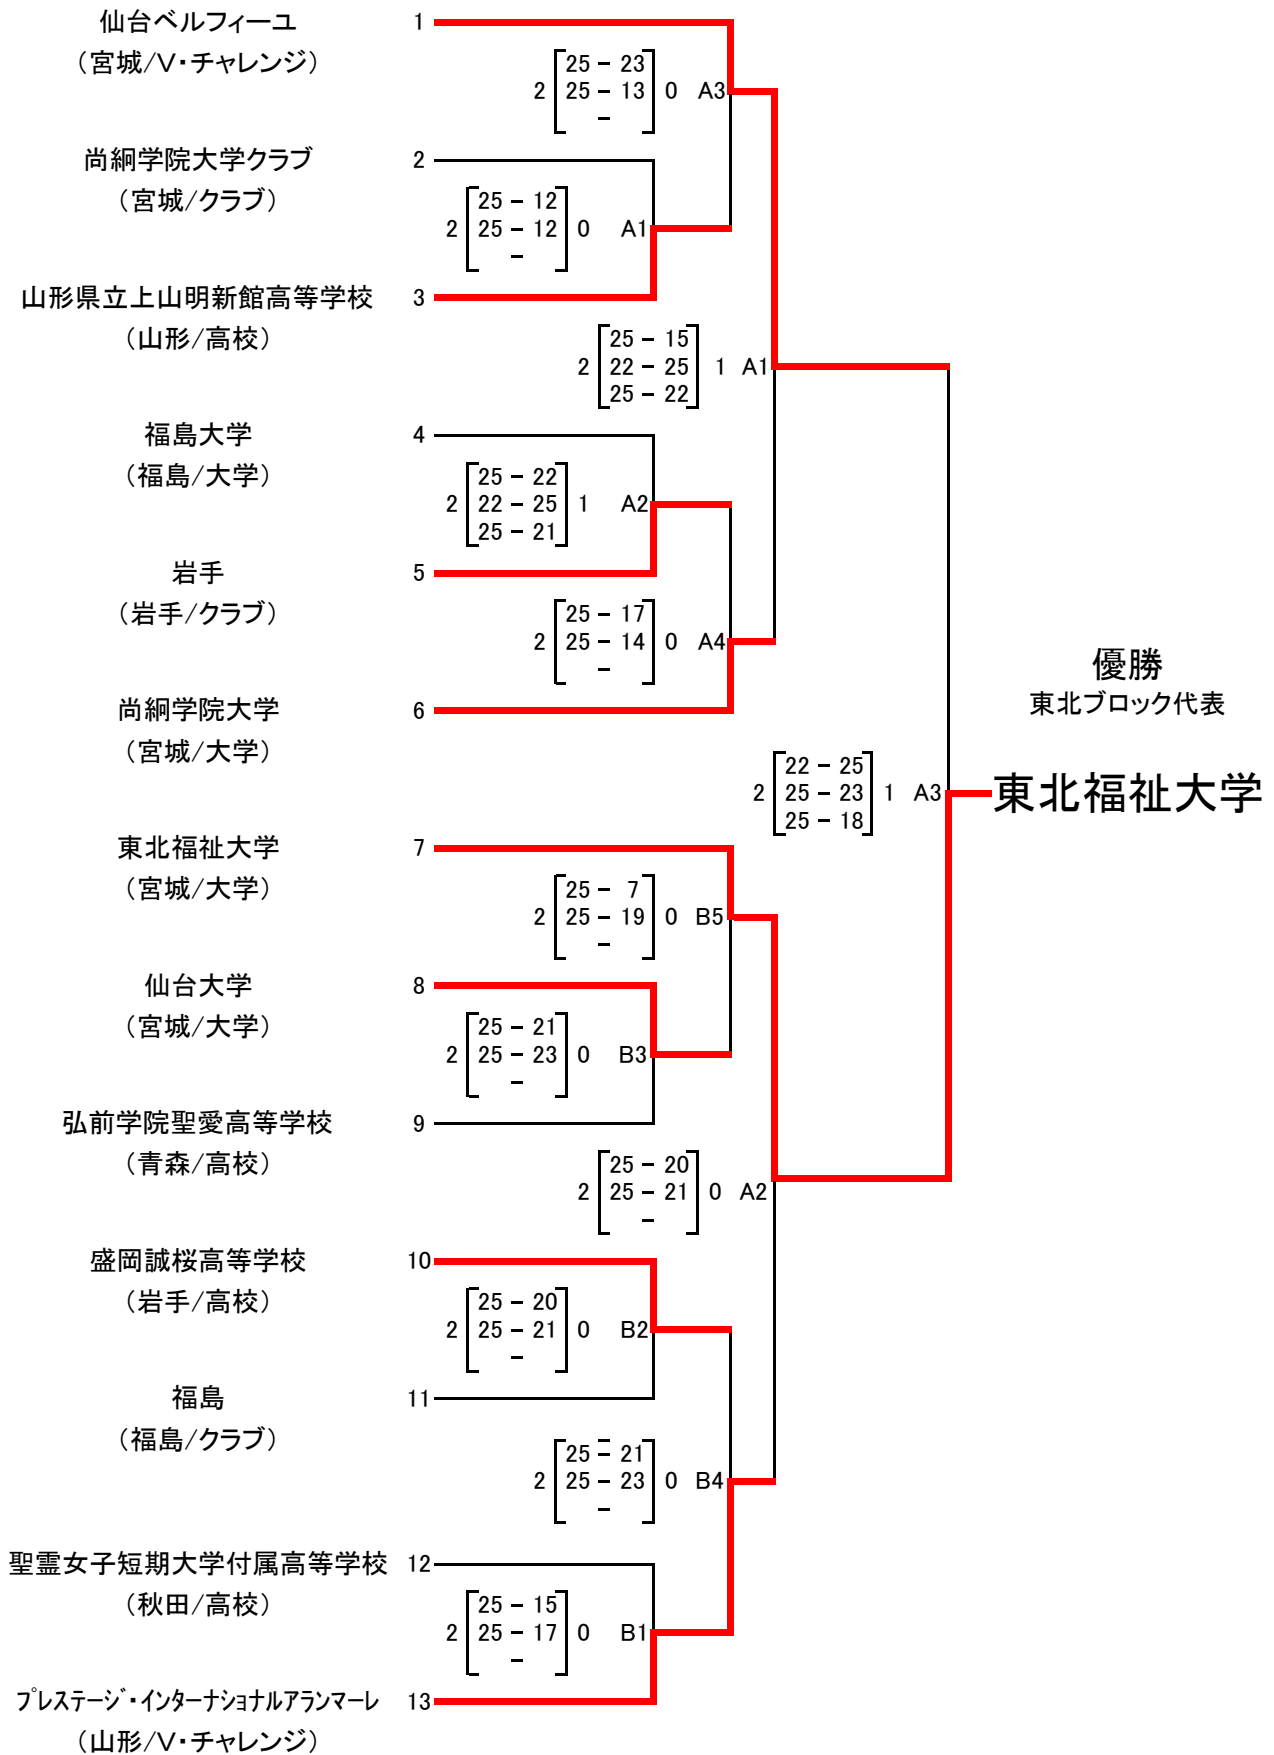 仙台ベルフィーユ 1
（宮城/V・チャレンジ）
25 － 23
2 25 － 13 0 A3
－
尚絅学院大学クラブ 2
（宮城/クラブ）
25 － 12
2 25 － 12 0 A1
－
山形県立上山明新館高等学校 3
（山形/高校）
25 － 15
2 22 － 25 1 A1
25 － 22
福島大学 4
（福島/大学）
25 － 22
2 22 － 25 1 A2
25 － 21
岩手 5
（岩手/クラブ）
25 － 17
2 25 － 14 0 A4
－
優勝
尚絅学院大学 6
東北ブロック代表
（宮城/大学）
22 － 25
2 25 － 23 1 A3 東北福祉大学
25 － 18
東北福祉大学 7
（宮城/大学）
25 － 7
2 25 － 19 0 B5
－
仙台大学 8
（宮城/大学）
25 － 21
2 25 － 23 0 B3
－
弘前学院聖愛高等学校 9
（青森/高校）
25 － 20
2 25 － 21 0 A2
－
盛岡誠桜高等学校 10
（岩手/高校）
25 － 20
2 25 － 21 0 B2
－
福島 11
（福島/クラブ）
25 － 21
2 25 － 23 0 B4
－
聖霊女子短期大学付属高等学校 12
（秋田/高校）
25 － 15
2 25 － 17 0 B1
－
プレステージ・インターナショナルアランマーレ 13
（山形/V・チャレンジ）